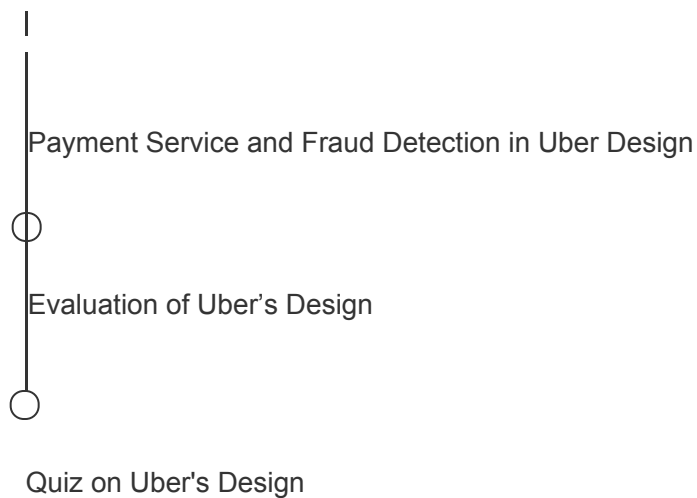 Payment Service and Fraud Detection in Uber Design
Evaluation of Uber’s Design
Quiz on Uber's Design